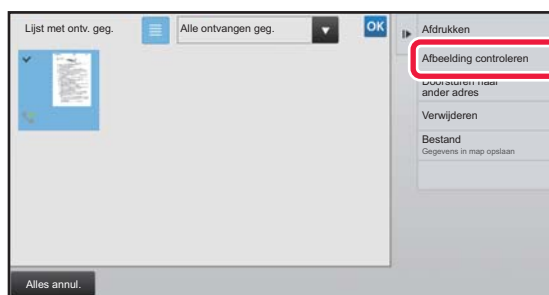 Lijst met ontv. geg.
Alle ontvangen geg.
OK
Afdrukken
Afbeelding controleren
Doorsturen naar
ander adres
Verwijderen
Bestand
Gegevens in map opslaan
Alles annul.